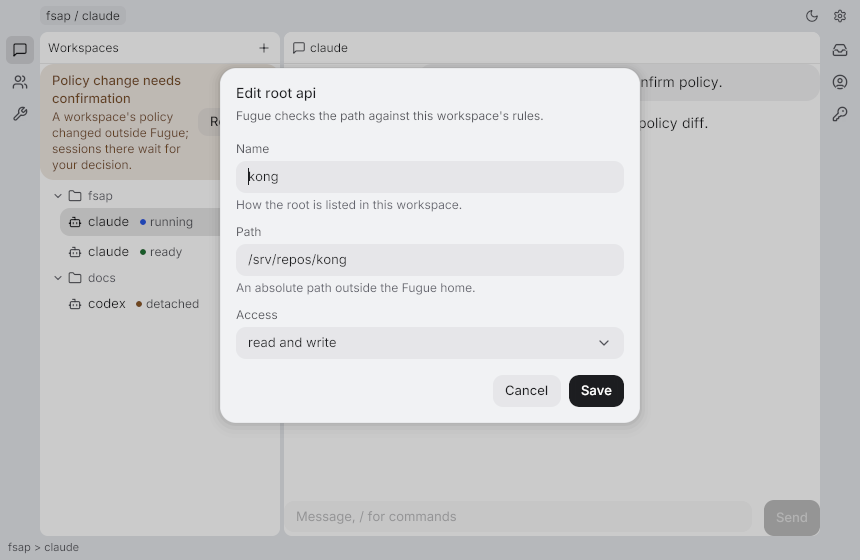 fsap / claude
Workspaces
claude
Policy change needs
confirmation
A workspace's policy
changed outside Fugue;
sessions there wait for
your decision.
nfirm policy.
policy diff.
fsap
claude running
claude ready
docs
codex detached
Edit root api
Fugue checks the path against this workspace's rules.
Name
kong
How the root is listed in this workspace.
Path
/srv/repos/kong
An absolute path outside the Fugue home.
Access
read and write
Cancel
Save
Message, / for commands
Send
fsap > claude